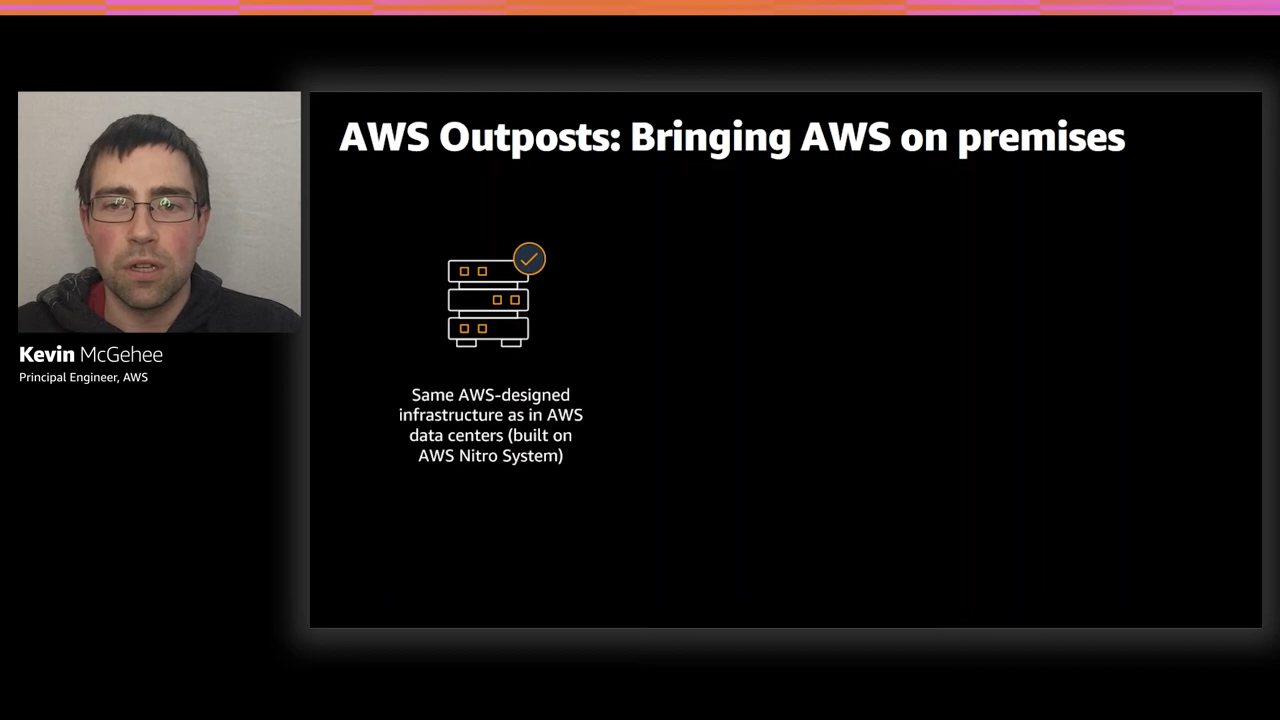 AWS Outposts: Bringing AWS on premises
Kevin McGehee
Principal Engineer, AWS
Same AWS-designed
infrastructure as in AWS
data centers (built on
AWS Nitro System)